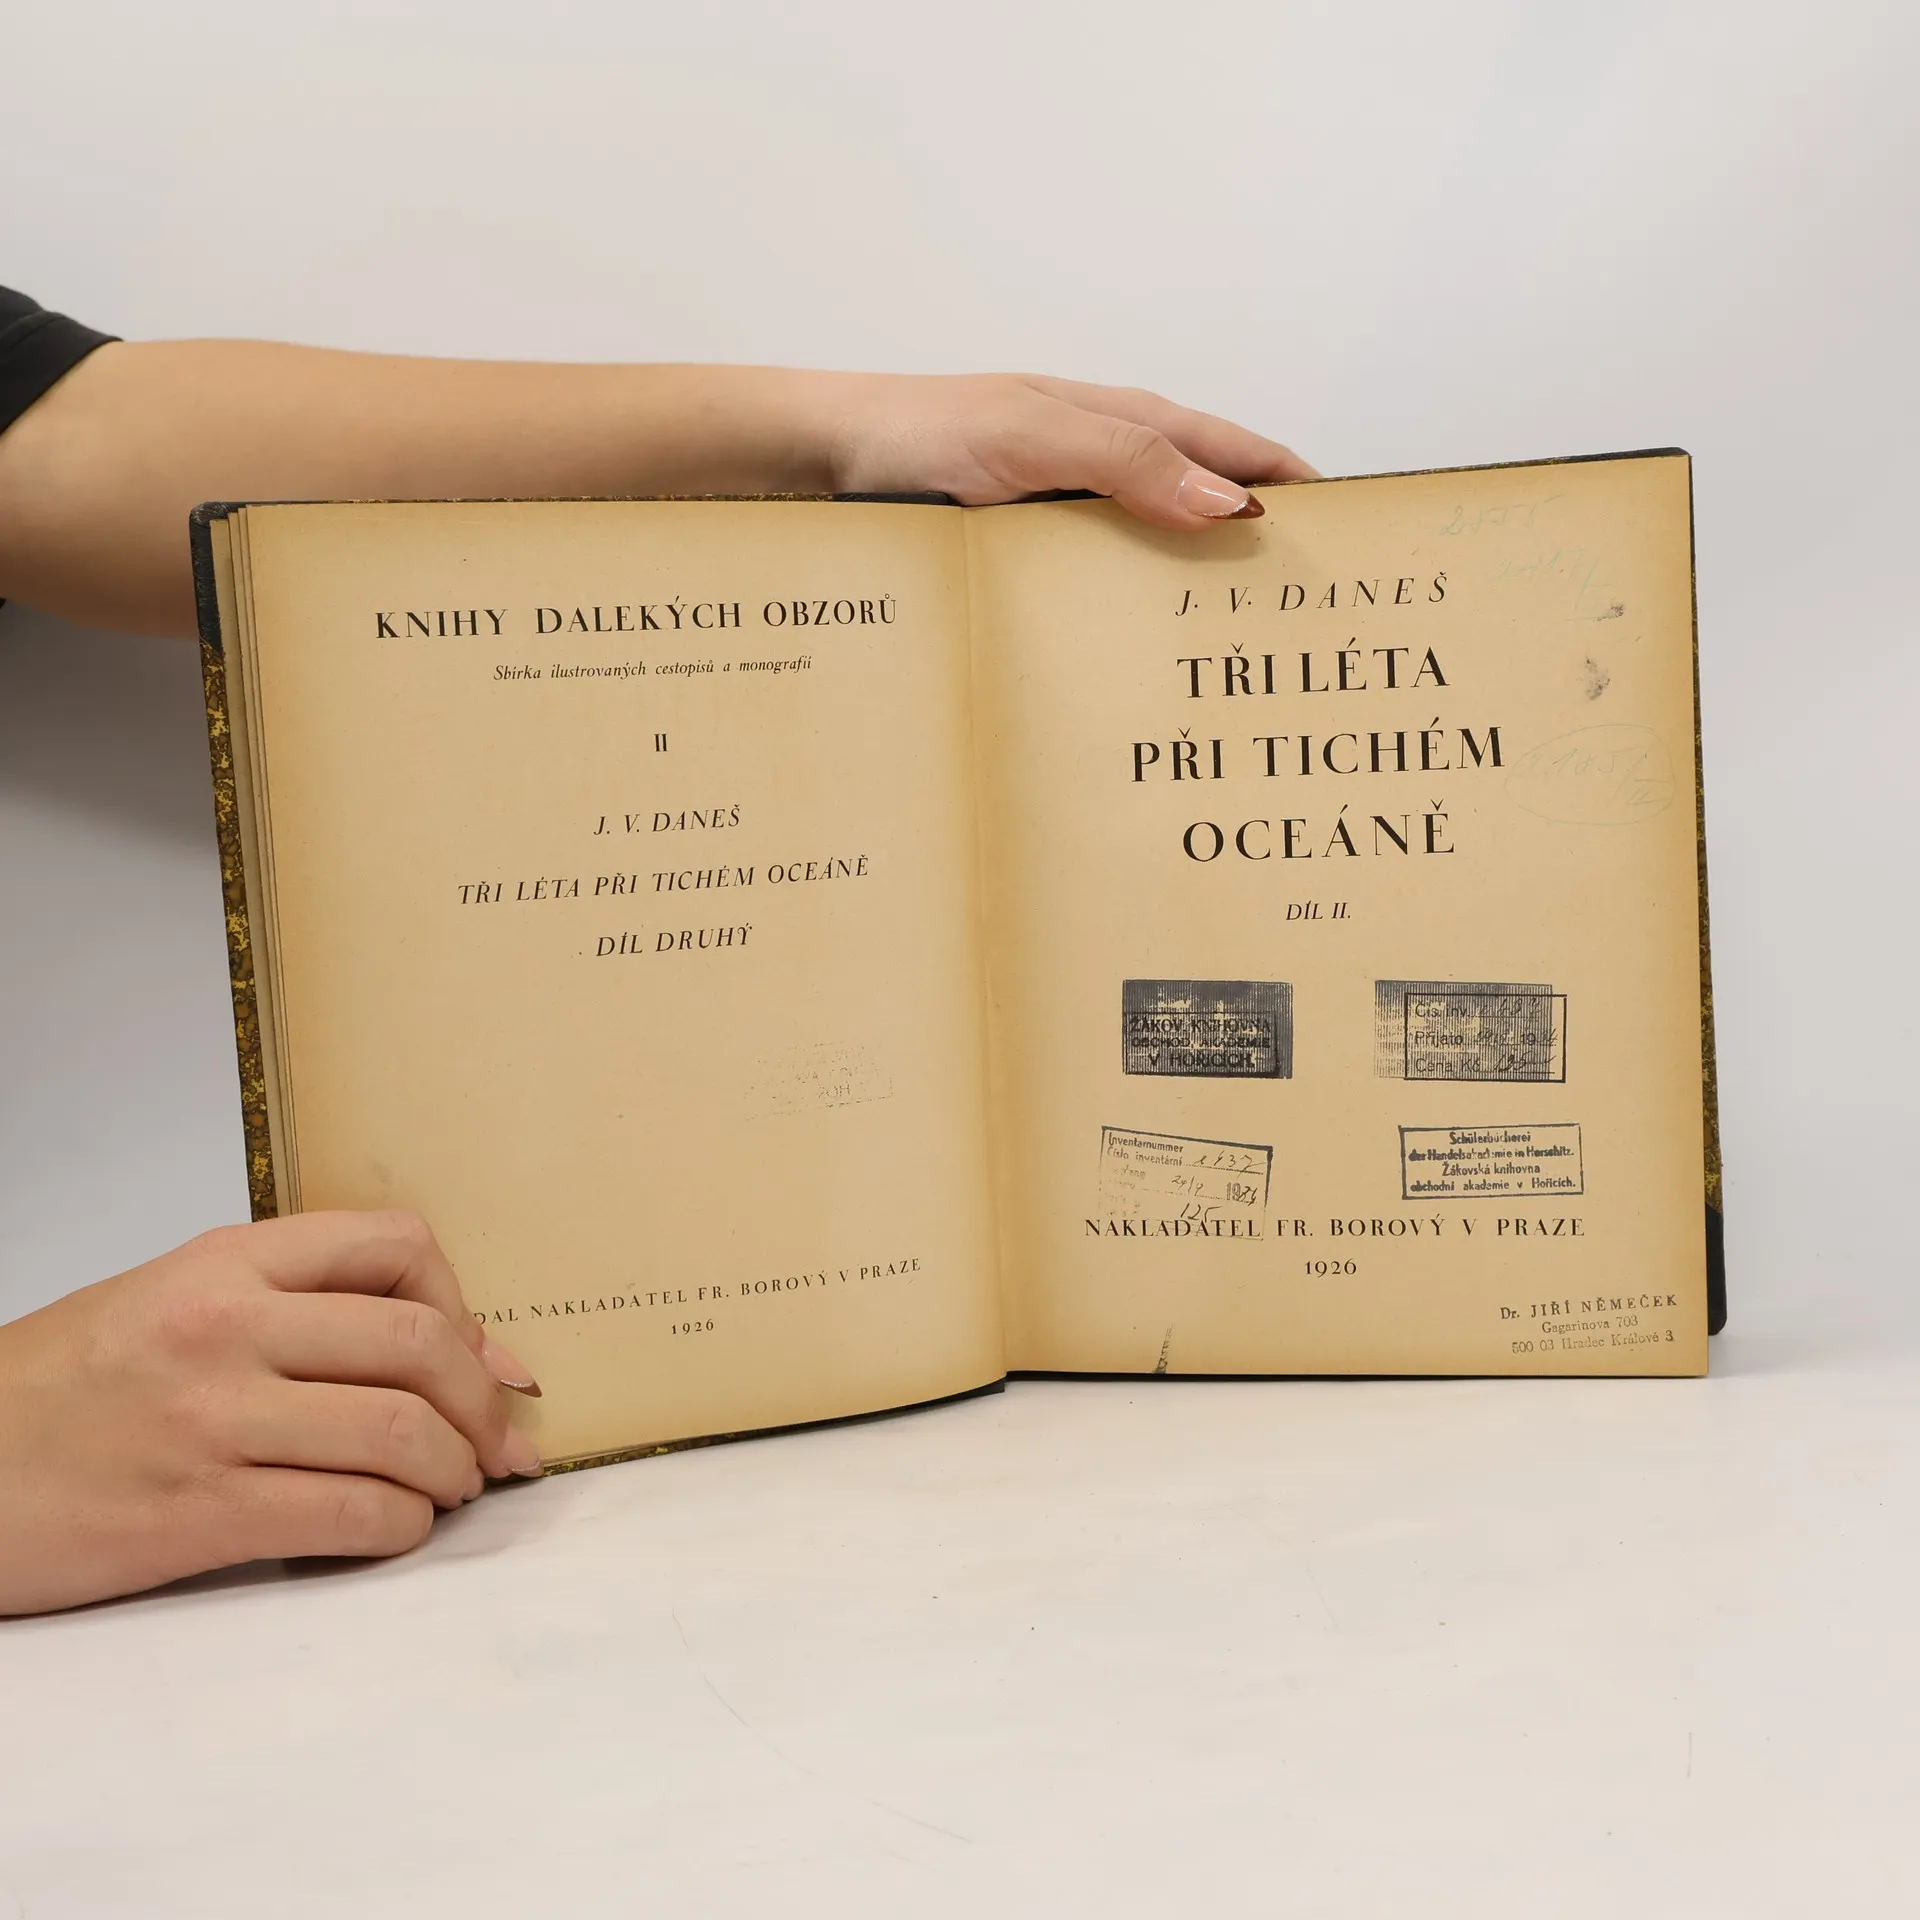 KNIHY DALEKÝCH OBZORŮ
Sbírka ilustrovaných cestopisů a monografií
II
J. V. DANEŠ
TŘI LÉTA PŘI TICHÉM OCEÁNĚ
DÍL DRUHÝ
DAL NAKLADATEL FR. BOROVÝ V PRAZE
1926
2555
J. V. DANEŠ
TŘI LÉTA
PŘI TICHÉM
OCEÁNĚ
DÍL II.
ŽÁKOV. KNIHOVNA
OBCHOD. AKADEMIE
V HOŘICÍCH.
Čís. inv.
Přijato 19
Cena Kč
Inventarnummer
Číslo inventární
125
Schülerbücherei
der Handelsakademie in Horschitz.
Žákovská knihovna
obchodní akademie v Hořicích.
NAKLADATEL FR. BOROVÝ V PRAZE
1926
Dr. JIŘÍ NĚMEČEK
Gagarinova 703
500 03 Hradec Králové 3